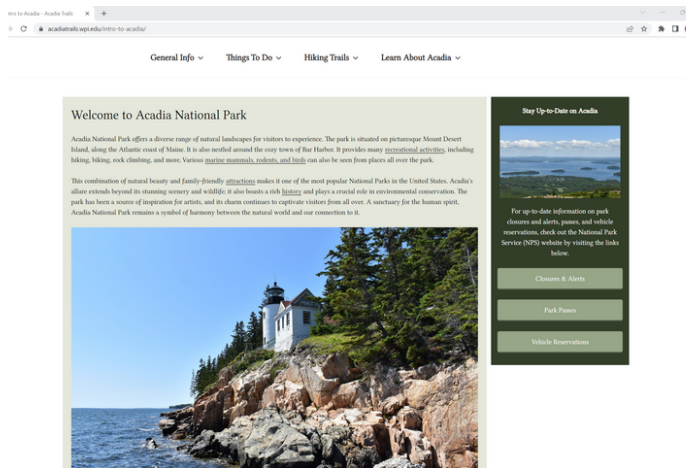 ntro to Acadia - Acadia Trails
acadiatrails.wpi.edu/intro-to-acadia/
General Info
Things To Do
Hiking Trails
Learn About Acadia
Welcome to Acadia National Park
Acadia National Park offers a diverse range of natural landscapes for visitors to experience. The park is situated on picturesque Mount Desert
Island, along the Atlantic coast of Maine. It is also nestled around the cozy town of Bar Harbor. It provides many recreational activities, including
hiking, biking, rock climbing, and more. Various marine mammals, rodents, and birds can also be seen from places all over the park.
This combination of natural beauty and family-friendly attractions makes it one of the most popular National Parks in the United States. Acadia's
allure extends beyond its stunning scenery and wildlife; it also boasts a rich history and plays a crucial role in environmental conservation. The
park has been a source of inspiration for artists, and its charm continues to captivate visitors from all over. A sanctuary for the human spirit,
Acadia National Park remains a symbol of harmony between the natural world and our connection to it.
Stay Up-to-Date on Acadia
For up-to-date information on park
closures and alerts, passes, and vehicle
reservations, check out the National Park
Service (NPS) website by visiting the links
below.
Closures & Alerts
Park Passes
Vehicle Reservations